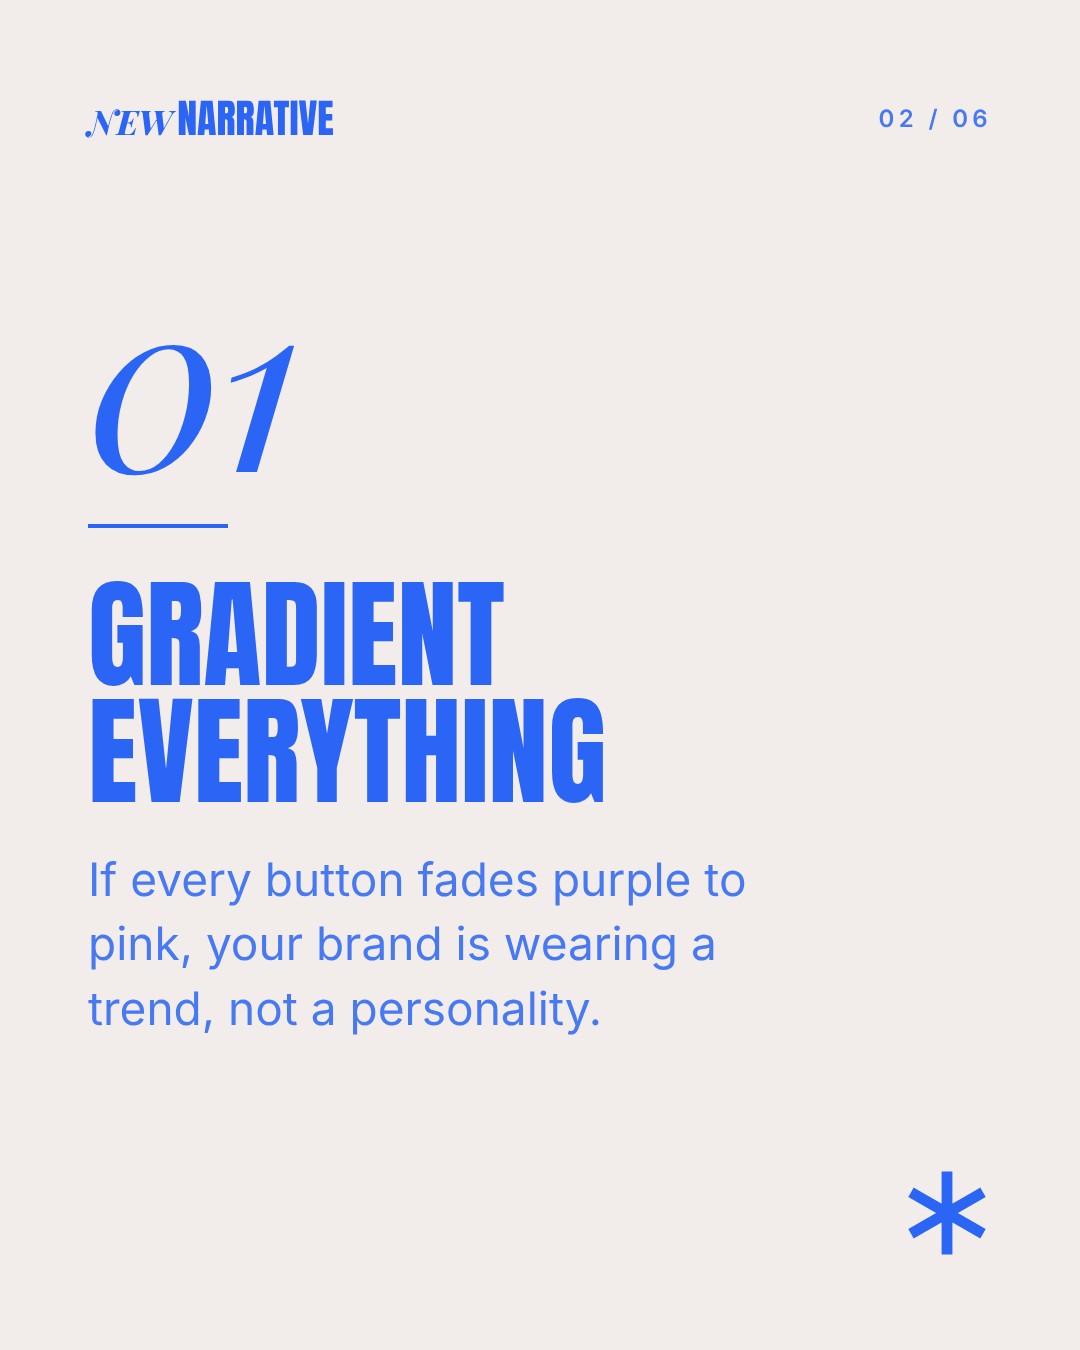 NEW NARRATIVE
02 / 06
01
GRADIENT
EVERYTHING
If every button fades purple to
pink, your brand is wearing a
trend, not a personality.
*